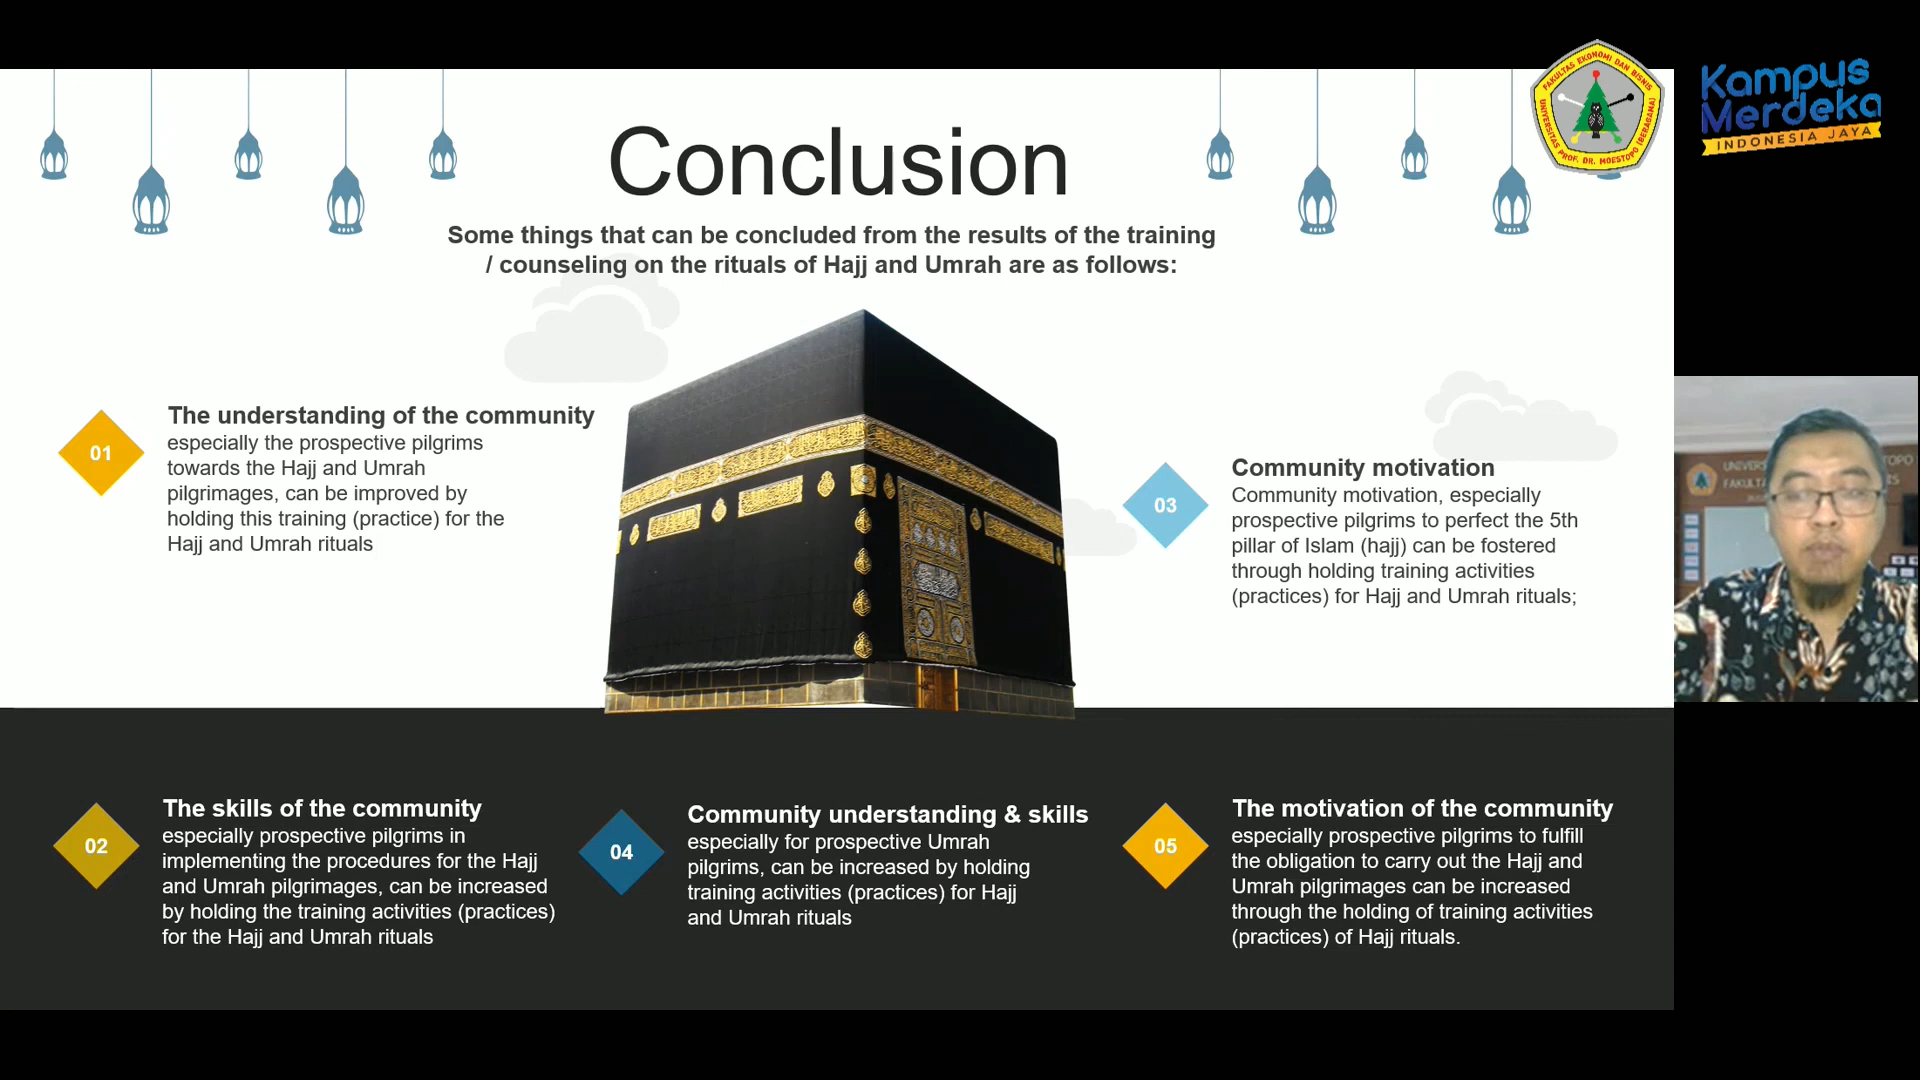 Conclusion
Some things that can be concluded from the results of the training
/ counseling on the rituals of Hajj and Umrah are as follows:
01
The understanding of the community
especially the prospective pilgrims
towards the Hajj and Umrah
pilgrimages, can be improved by
holding this training (practice) for the
Hajj and Umrah rituals
03
Community motivation
Community motivation, especially
prospective pilgrims to perfect the 5th
pillar of Islam (hajj) can be fostered
through holding training activities
(practices) for Hajj and Umrah rituals;
02
The skills of the community
especially prospective pilgrims in
implementing the procedures for the Hajj
and Umrah pilgrimages, can be increased
by holding the training activities (practices)
for the Hajj and Umrah rituals
04
Community understanding & skills
especially for prospective Umrah
pilgrims, can be increased by holding
training activities (practices) for Hajj
and Umrah rituals
05
The motivation of the community
especially prospective pilgrims to fulfill
the obligation to carry out the Hajj and
Umrah pilgrimages can be increased
through the holding of training activities
(practices) of Hajj rituals.
FAKULTAS EKONOMI DAN BISNIS
UNIVERSITAS PROF. DR. MOESTOPO (BERAGAMA)
Kampus
Merdeka
INDONESIA JAYA